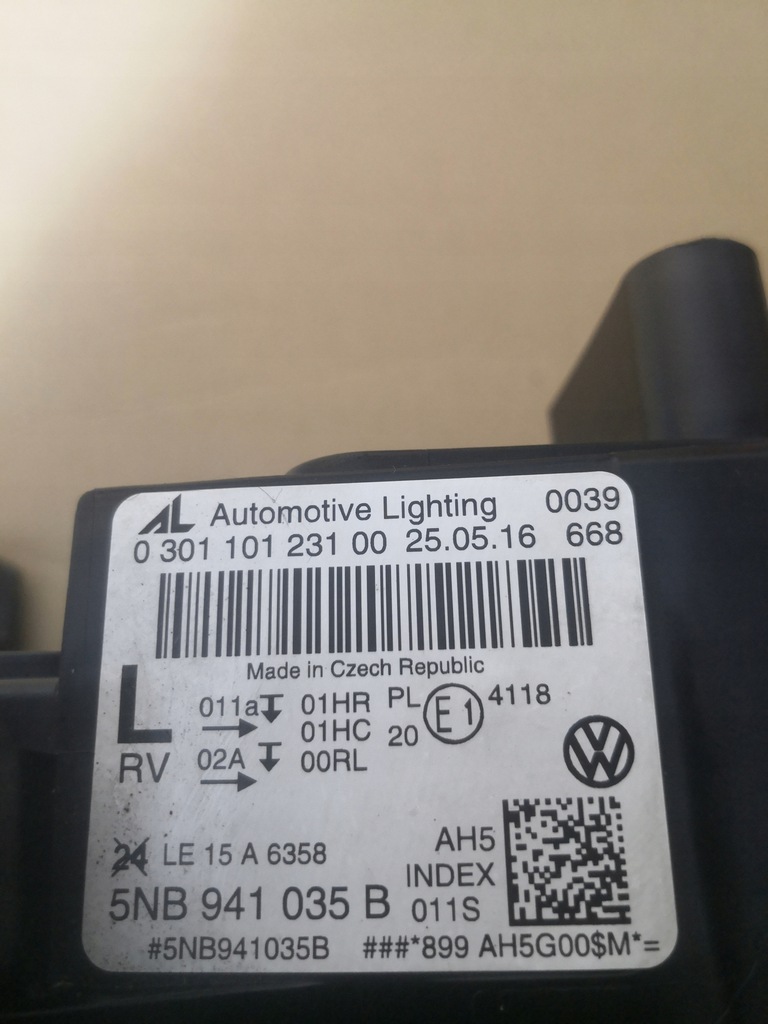 AL Automotive Lighting 0039
0 301 101 231 00 25.05.16 668
Made in Czech Republic
L 011a 01HR PL E1 4118
01HC 20
RV 02A 00RL
24 LE 15 A 6358 AH5
INDEX
5NB 941 035 B 011S
#5NB941035B ###*899 AH5G00$M*=